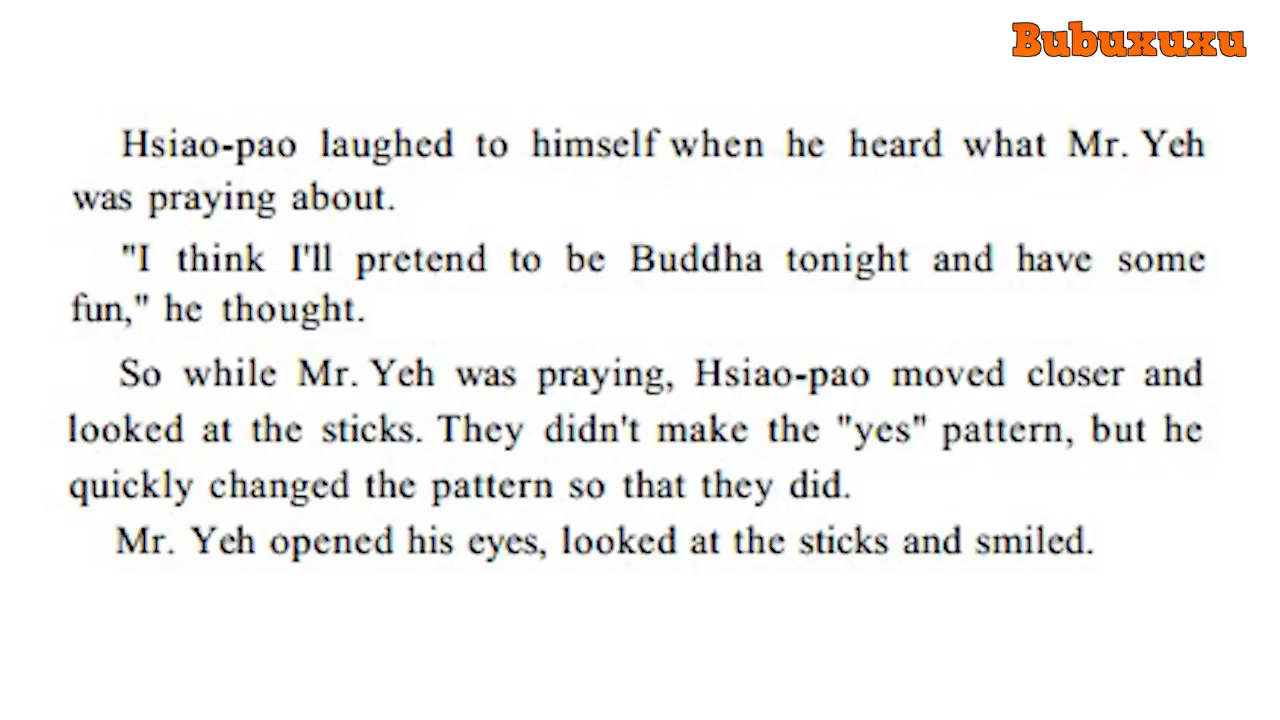 Bubuxuxu
Hsiao-pao laughed to himself when he heard what Mr. Yeh
was praying about.
"I think I'll pretend to be Buddha tonight and have some
fun," he thought.
So while Mr. Yeh was praying, Hsiao-pao moved closer and
looked at the sticks. They didn't make the "yes" pattern, but he
quickly changed the pattern so that they did.
Mr. Yeh opened his eyes, looked at the sticks and smiled.